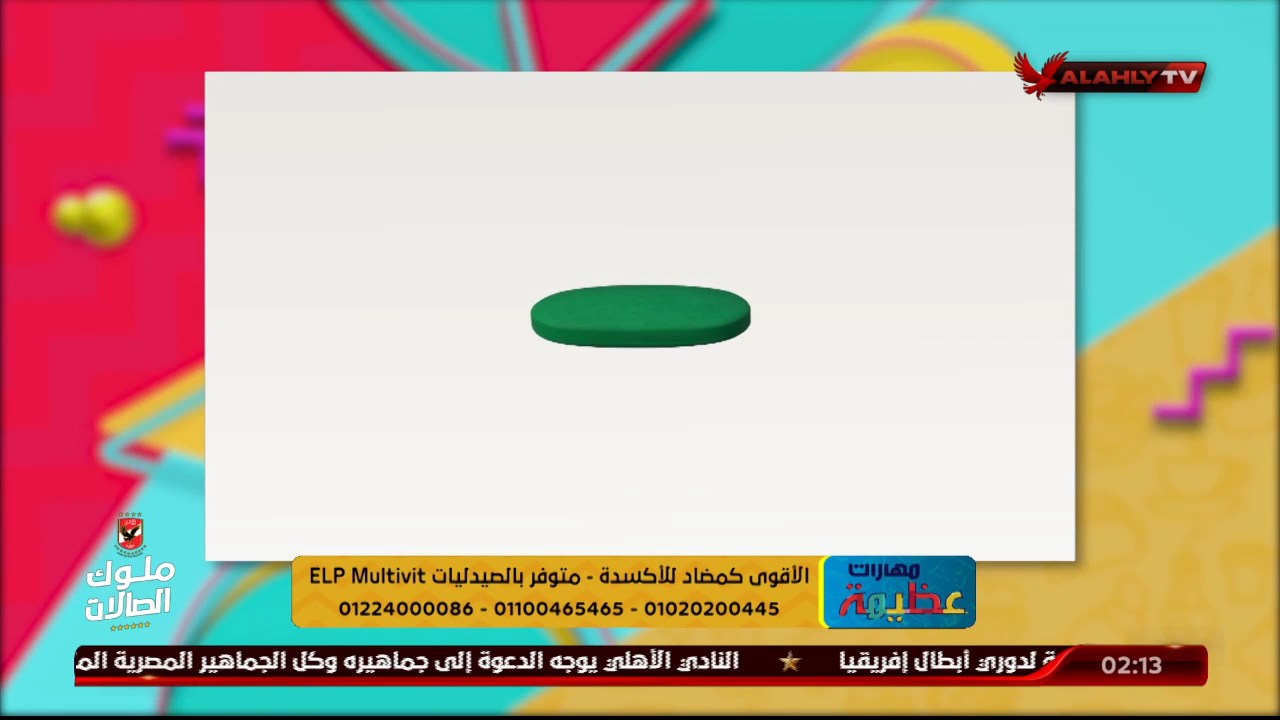 ALAHLY TV
ملوك
الصالات
الأقوى كمضاد للأكسدة - متوفر بالصيدليات ELP Multivit
01224000086 - 01100465465 - 01020200445
مهارات
عظيمة
ة لدوري أبطال إفريقيا ★ النادي الأهلي يوجه الدعوة إلى جماهيره وكل الجماهير المصرية الم
02:13